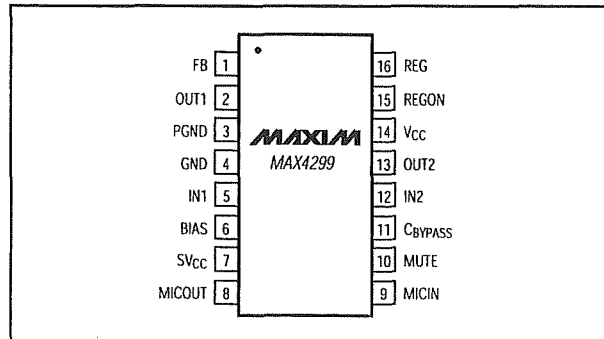 FB 1
OUT1 2
PGND 3
GND 4
IN1 5
BIAS 6
SVCC 7
MICOUT 8
MAXIM
MAX4299
16 REG
15 REGON
14 VCC
13 OUT2
12 IN2
11 CBYPASS
10 MUTE
9 MICIN